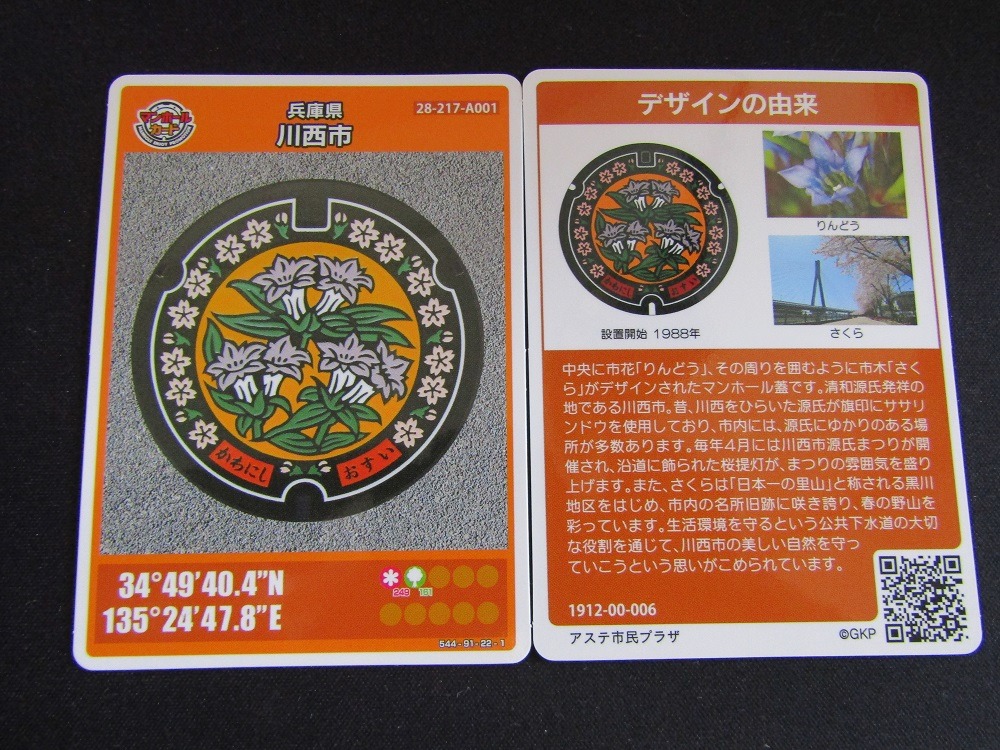 マンホール
カード
兵庫県
川西市
28-217-A001
かわにし
おすい
34°49'40.4"N
135°24'47.8"E
249
181
544-91-22-1
デザインの由来
かわにし
おすい
設置開始 1988年
りんどう
さくら
中央に市花「りんどう」、その周りを囲むように市木「さく
ら」がデザインされたマンホール蓋です。清和源氏発祥の
地である川西市。昔、川西をひらいた源氏が旗印にササリ
ンドウを使用しており、市内には、源氏にゆかりのある場
所が多数あります。毎年4月には川西市源氏まつりが開
催され、沿道に飾られた桜提灯が、まつりの雰囲気を盛り
上げます。また、さくらは「日本一の里山」と称される黒川
地区をはじめ、市内の名所旧跡に咲き誇り、春の野山を
彩っています。生活環境を守るという公共下水道の大切
な役割を通じて、川西市の美しい自然を守っ
ていこうという思いがこめられています。
1912-00-006
アステ市民プラザ
©GKP